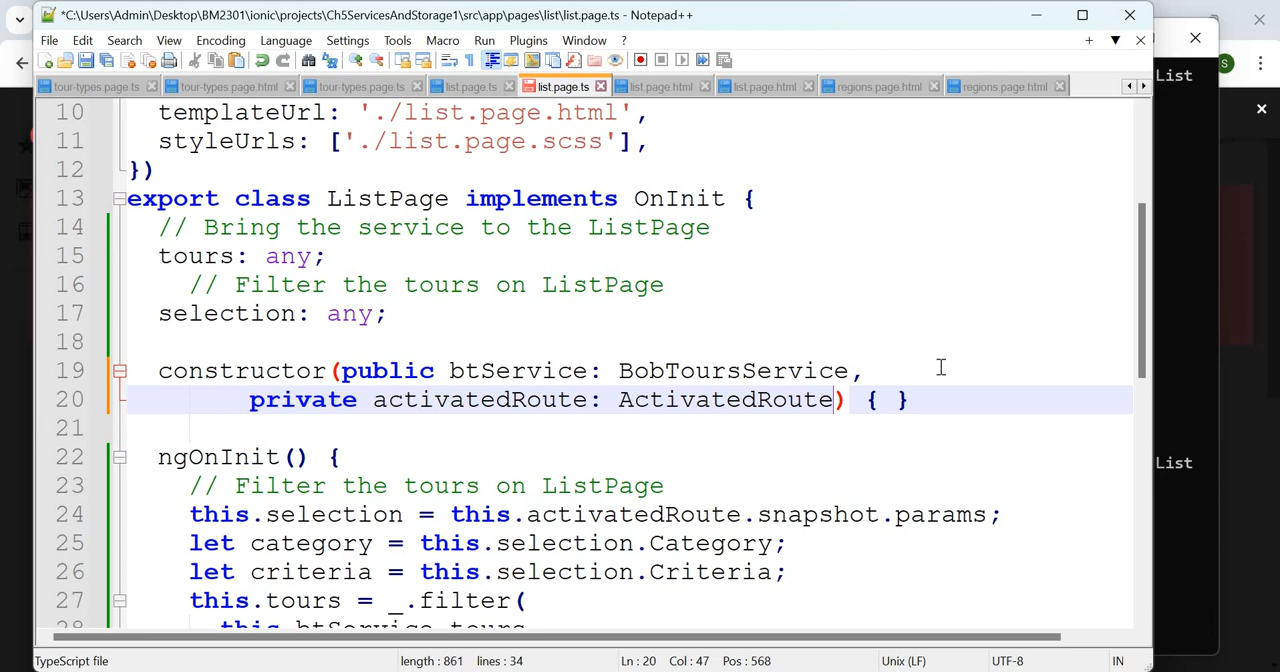 *C:\Users\Admin\Desktop\BM2301\ionic\projects\Ch5ServicesAndStorage1\src\app\pages\list\list.page.ts - Notepad++
File Edit Search View Encoding Language Settings Tools Macro Run Plugins Window ?
tour-types page.ts tour-types page.html tour-types page.ts list.page.ts list.page.ts list page.html list page.html regions.page.html regions.page.html
10 templateUrl: './list.page.html',
11 styleUrls: ['./list.page.scss'],
12 })
13 export class ListPage implements OnInit {
14 // Bring the service to the ListPage
15 tours: any;
16 // Filter the tours on ListPage
17 selection: any;
18
19 constructor(public btService: BobToursService,
20 private activatedRoute: ActivatedRoute) { }
21
22 ngOnInit() {
23 // Filter the tours on ListPage
24 this.selection = this.activatedRoute.snapshot.params;
25 let category = this.selection.Category;
26 let criteria = this.selection.Criteria;
27 this.tours = _.filter(
28 this.btService.tours
List
List
S
TypeScript file length : 861 lines : 34 Ln : 20 Col : 47 Pos : 568 Unix (LF) UTF-8 IN